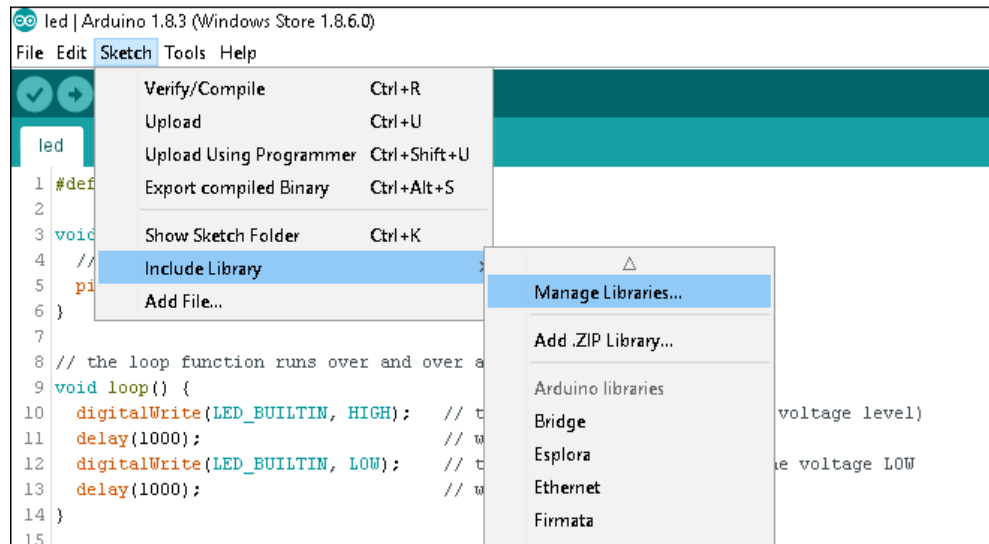 led | Arduino 1.8.3 (Windows Store 1.8.6.0)
File Edit Sketch Tools Help
Verify/Compile Ctrl+R
Upload Ctrl+U
Upload Using Programmer Ctrl+Shift+U
Export compiled Binary Ctrl+Alt+S
Show Sketch Folder Ctrl+K
Include Library
Add File...
Manage Libraries...
Add .ZIP Library...
Arduino libraries
Bridge
Esplora
Ethernet
Firmata
led
1 #def
2
3 void
4 //
5 pi
6 }
7
8 // the loop function runs over and over a
9 void loop() {
10 digitalWrite(LED_BUILTIN, HIGH); // t voltage level)
11 delay(1000); // w
12 digitalWrite(LED_BUILTIN, LOW); // t e voltage LOW
13 delay(1000); // w
14 }
15